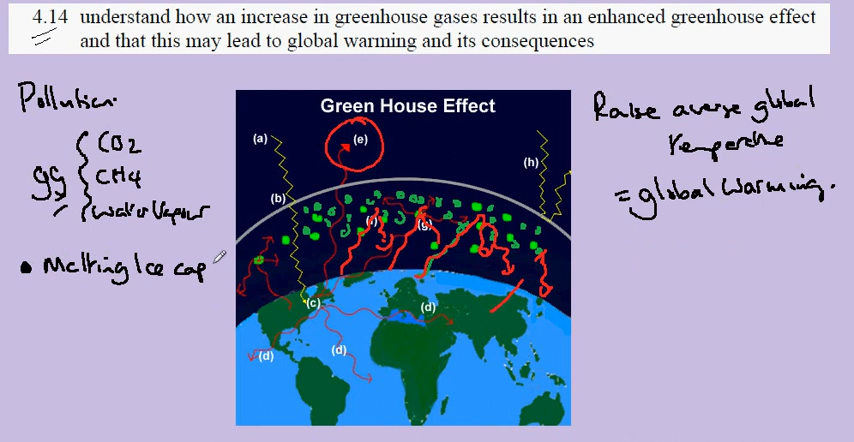 4.14 understand how an increase in greenhouse gases results in an enhanced greenhouse effect
and that this may lead to global warming and its consequences
Pollution.
gg
CO2
CH4
Water Vapour
• Melting Ice cap
Green House Effect
(a)
(e)
(h)
(b)
(f)
(g)
(c)
(d)
(d)
(d)
Raise averge global
= global warming.